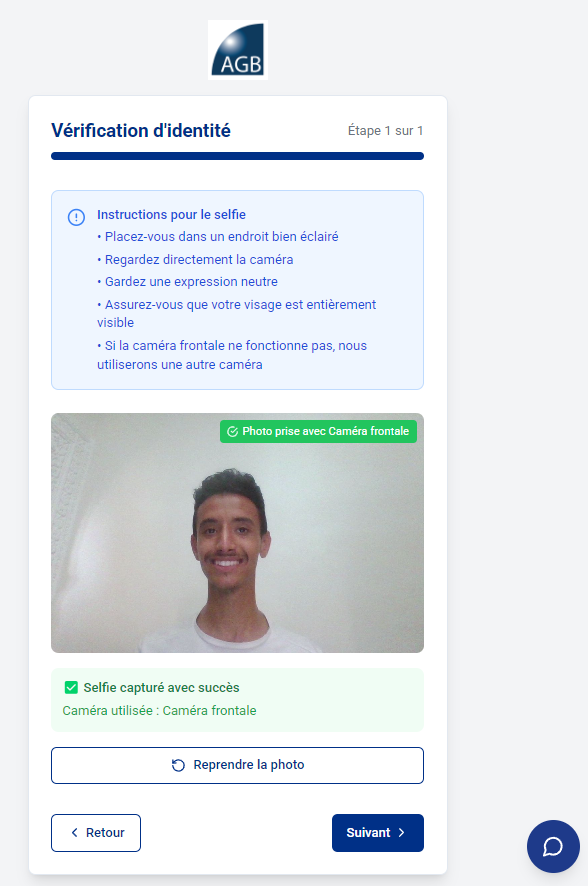 AGB
Vérification d'identité
Étape 1 sur 1
Instructions pour le selfie
• Placez-vous dans un endroit bien éclairé
• Regardez directement la caméra
• Gardez une expression neutre
• Assurez-vous que votre visage est entièrement
visible
• Si la caméra frontale ne fonctionne pas, nous
utiliserons une autre caméra
Photo prise avec Caméra frontale
Selfie capturé avec succès
Caméra utilisée : Caméra frontale
Reprendre la photo
Retour
Suivant